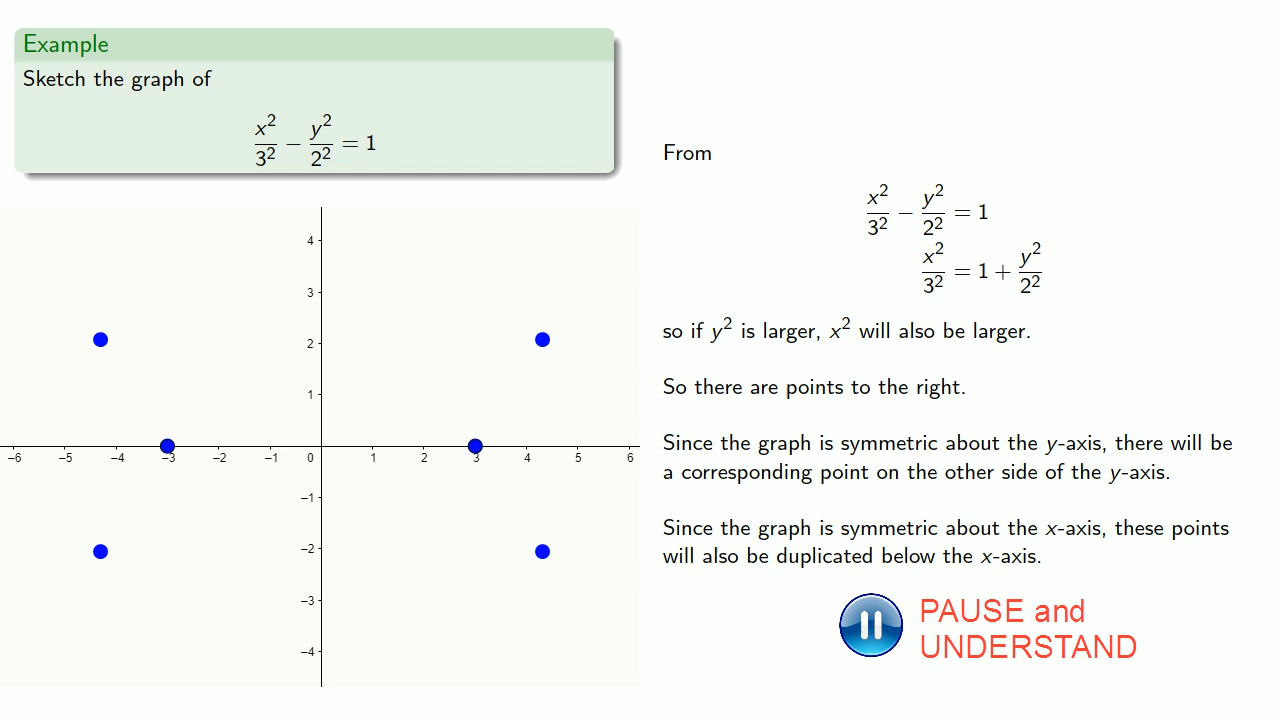 Example
Sketch the graph of
x²/3² − y²/2² = 1
4
3
2
1
−6 −5 −4 −3 −2 −1 0 1 2 3 4 5 6
−1
−2
−3
−4
From
x²/3² − y²/2² = 1
x²/3² = 1 + y²/2²
so if y² is larger, x² will also be larger.
So there are points to the right.
Since the graph is symmetric about the y-axis, there will be
a corresponding point on the other side of the y-axis.
Since the graph is symmetric about the x-axis, these points
will also be duplicated below the x-axis.
PAUSE and
UNDERSTAND